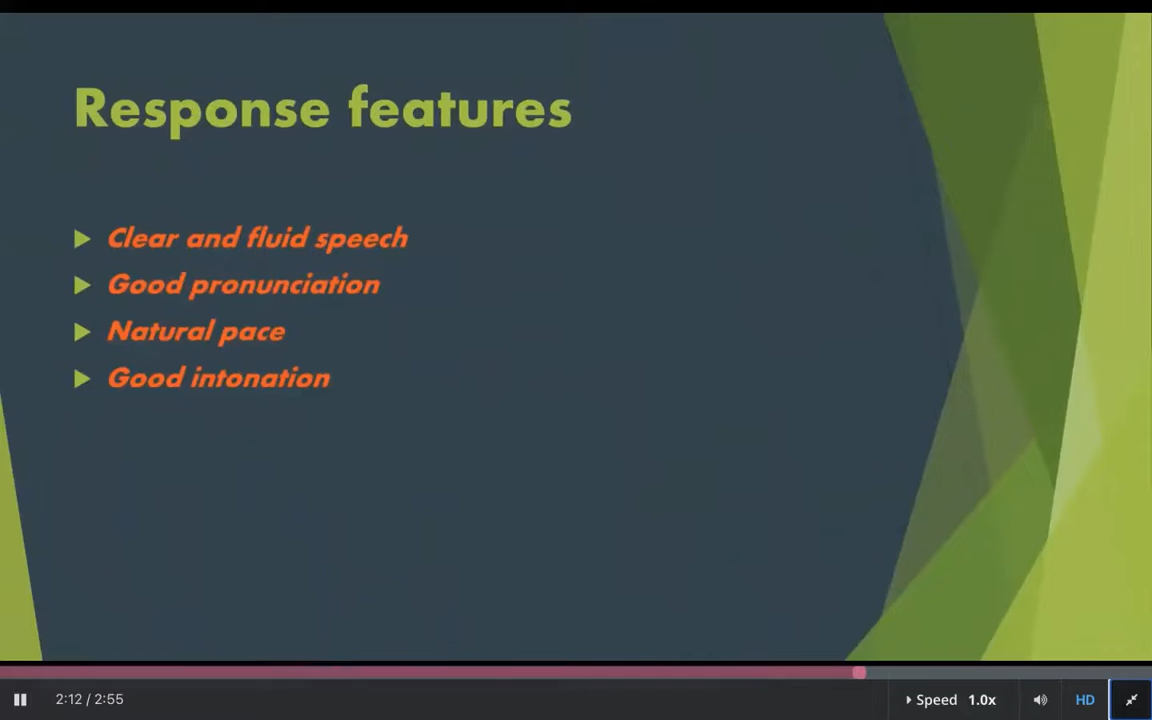 Response features
Clear and fluid speech
Good pronunciation
Natural pace
Good intonation
2:12 / 2:55
Speed 1.0x
HD